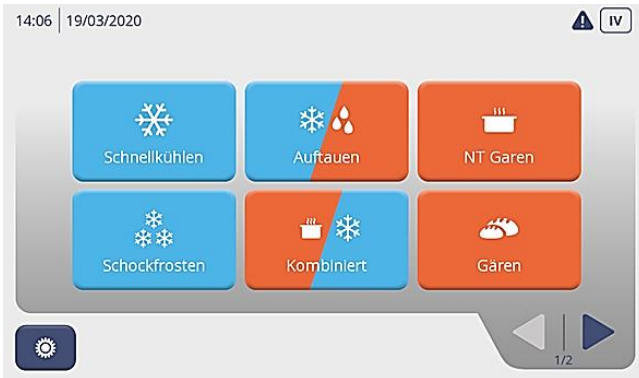 14:06 19/03/2020
IV
Schnellkühlen
Auftauen
NT Garen
Schockfrosten
Kombiniert
Gären
1/2